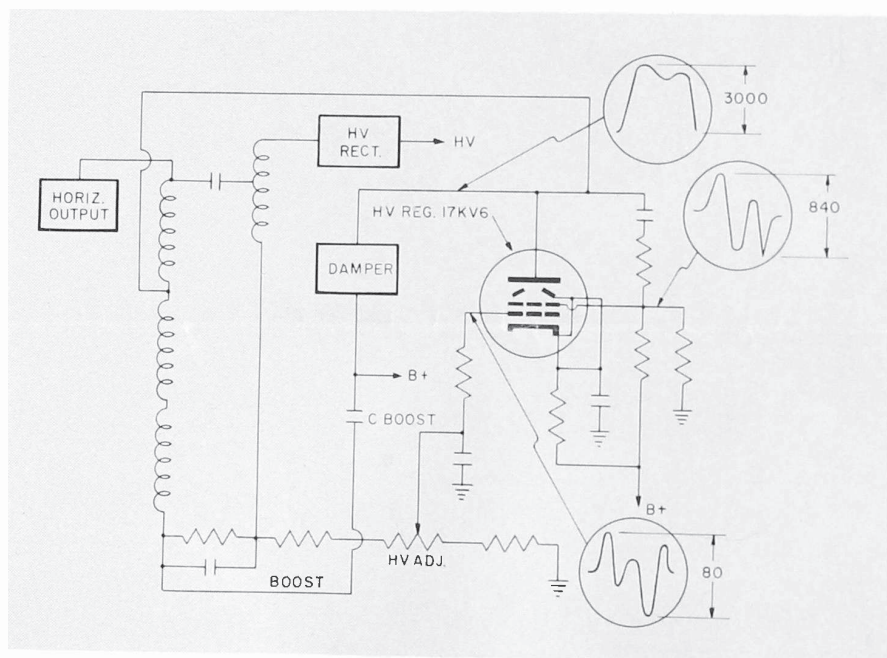 3000
HV
RECT.
HV
HORIZ.
OUTPUT
840
HV REG. 17KV6
DAMPER
B+
C BOOST
B+
HV ADJ.
80
BOOST